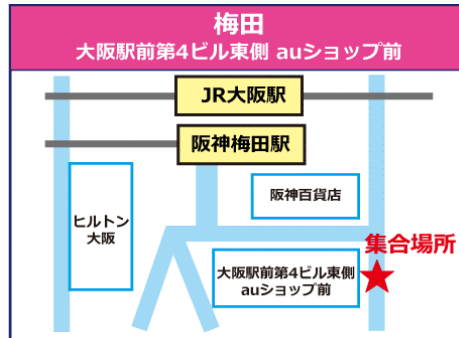 梅田
大阪駅前第4ビル東側 auショップ前
JR大阪駅
阪神梅田駅
阪神百貨店
ヒルトン
大阪
集合場所
大阪駅前第4ビル東側
auショップ前